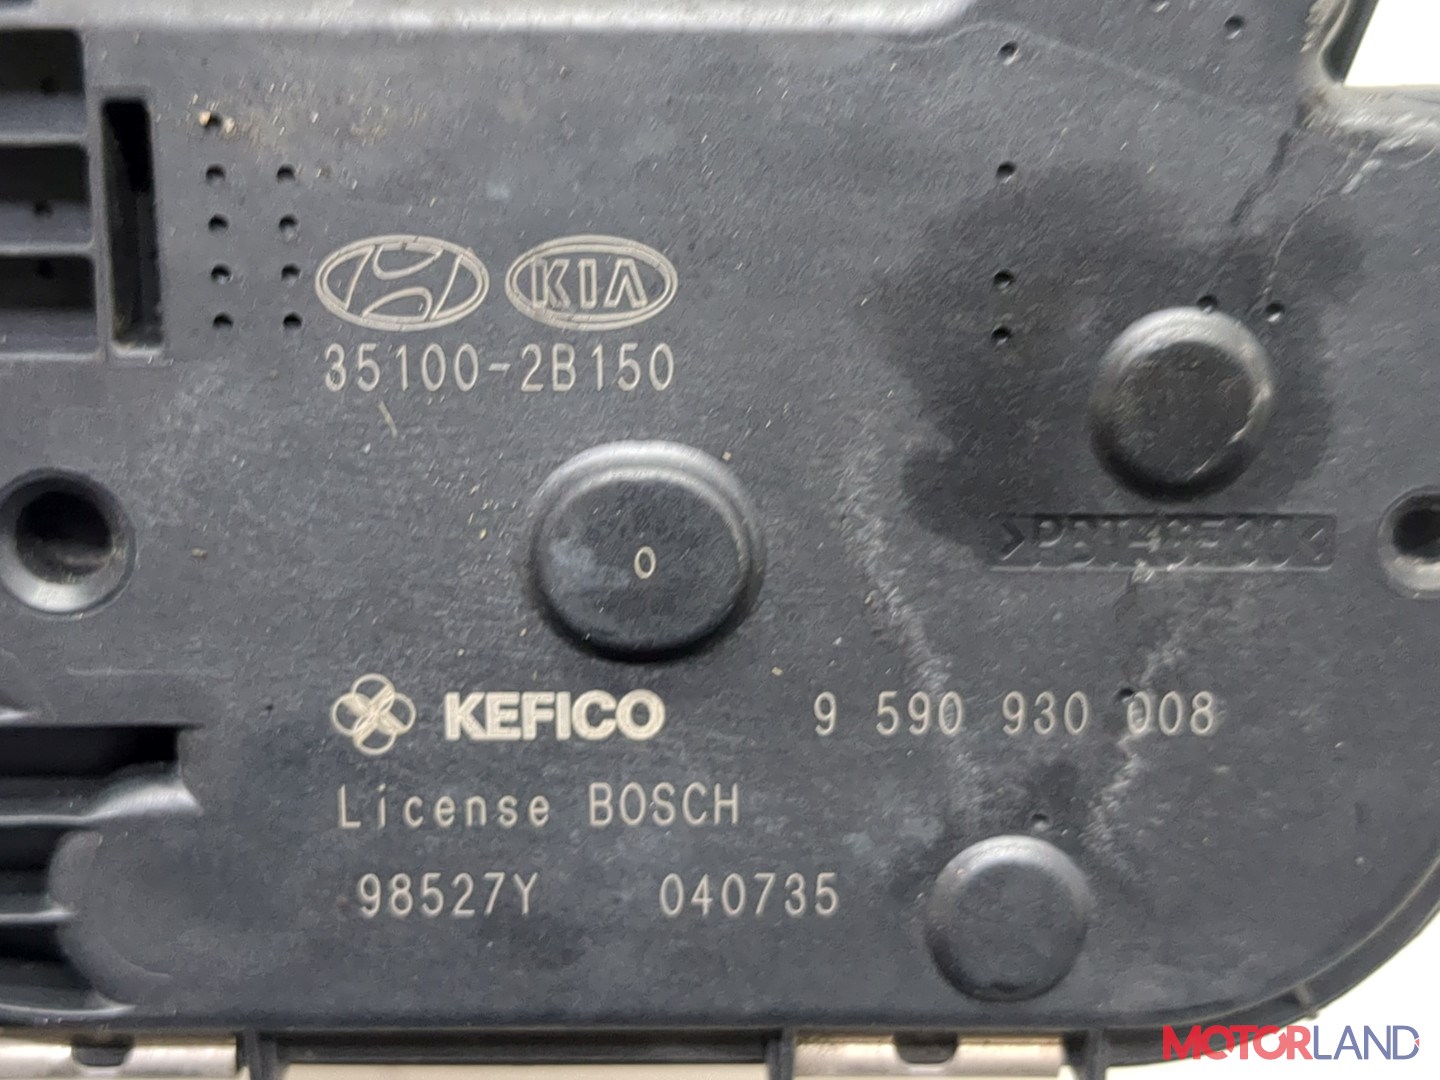 KIA
35100-2B150
0
KEFICO 9 590 930 008
License BOSCH
98527Y 040735
MOTORLAND